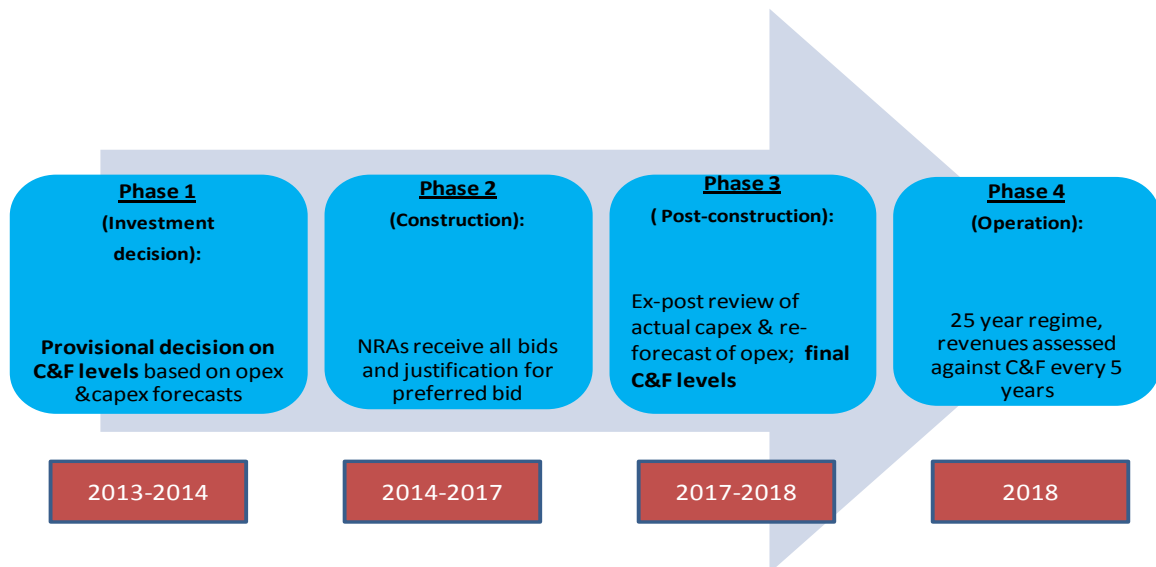 Phase 1
(Investment
decision):
Provisional decision on
C&F levels based on opex
&capex forecasts
Phase 2
(Construction):
NRAs receive all bids
and justification for
preferred bid
Phase 3
( Post-construction):
Ex-post review of
actual capex & re-
forecast of opex; final
C&F levels
Phase 4
(Operation):
25 year regime,
revenues assessed
against C&F every 5
years
2013-2014
2014-2017
2017-2018
2018